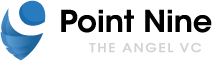 Point Nine
THE ANGEL VC